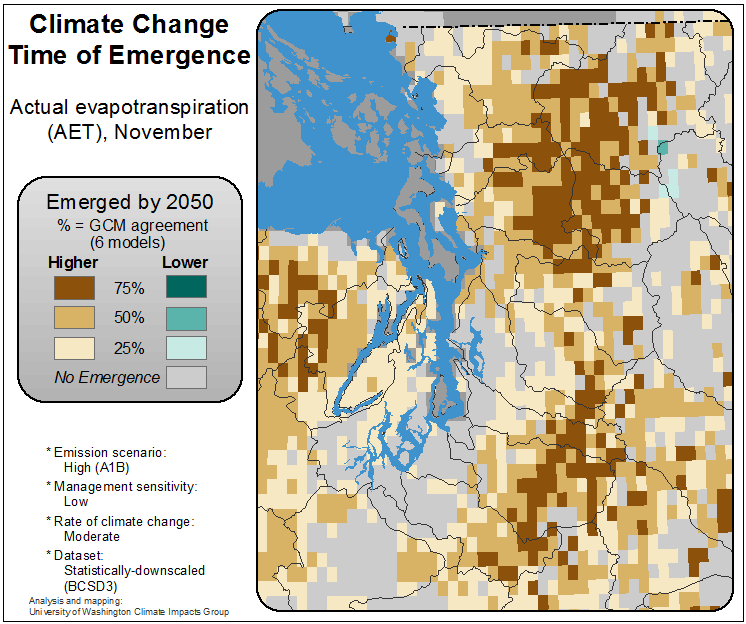 Climate Change
Time of Emergence
Actual evapotranspiration
(AET), November
Emerged by 2050
% = GCM agreement
(6 models)
Higher Lower
75%
50%
25%
No Emergence
* Emission scenario:
High (A1B)
* Management sensitivity:
Low
* Rate of climate change:
Moderate
* Dataset:
Statistically-downscaled
(BCSD3)
Analysis and mapping:
University of Washington Climate Impacts Group